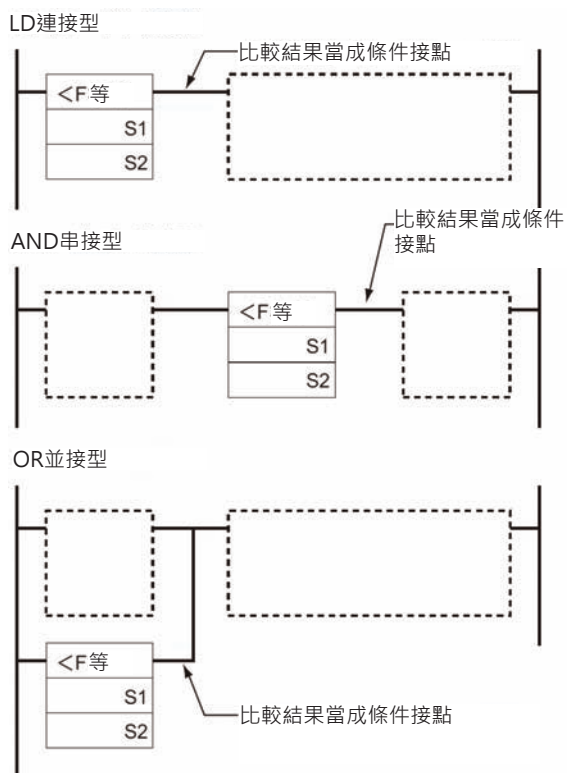 LD連接型
比較結果當成條件接點
<F等
S1
S2
AND串接型
比較結果當成條件
接點
<F等
S1
S2
OR並接型
<F等
S1
S2
比較結果當成條件接點